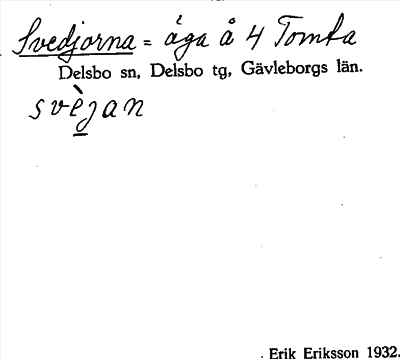 Svedjorna = äga å 4 Tomta
Delsbo sn, Delsbo tg, Gävleborgs län.
svèjan
Erik Eriksson 1932.